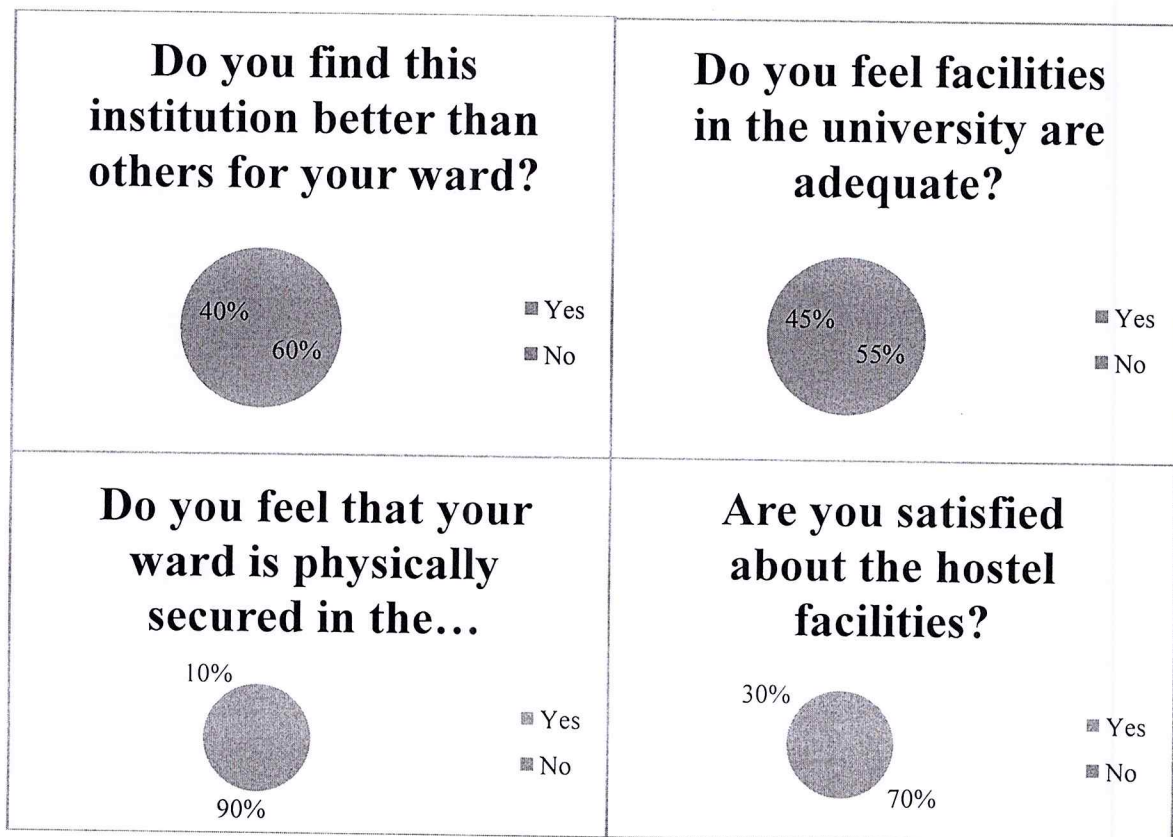 Do you find this
institution better than
others for your ward?
40%
60%
Yes
No
Do you feel facilities
in the university are
adequate?
45%
55%
Yes
No
Do you feel that your
ward is physically
secured in the…
10%
90%
Yes
No
Are you satisfied
about the hostel
facilities?
30%
70%
Yes
No